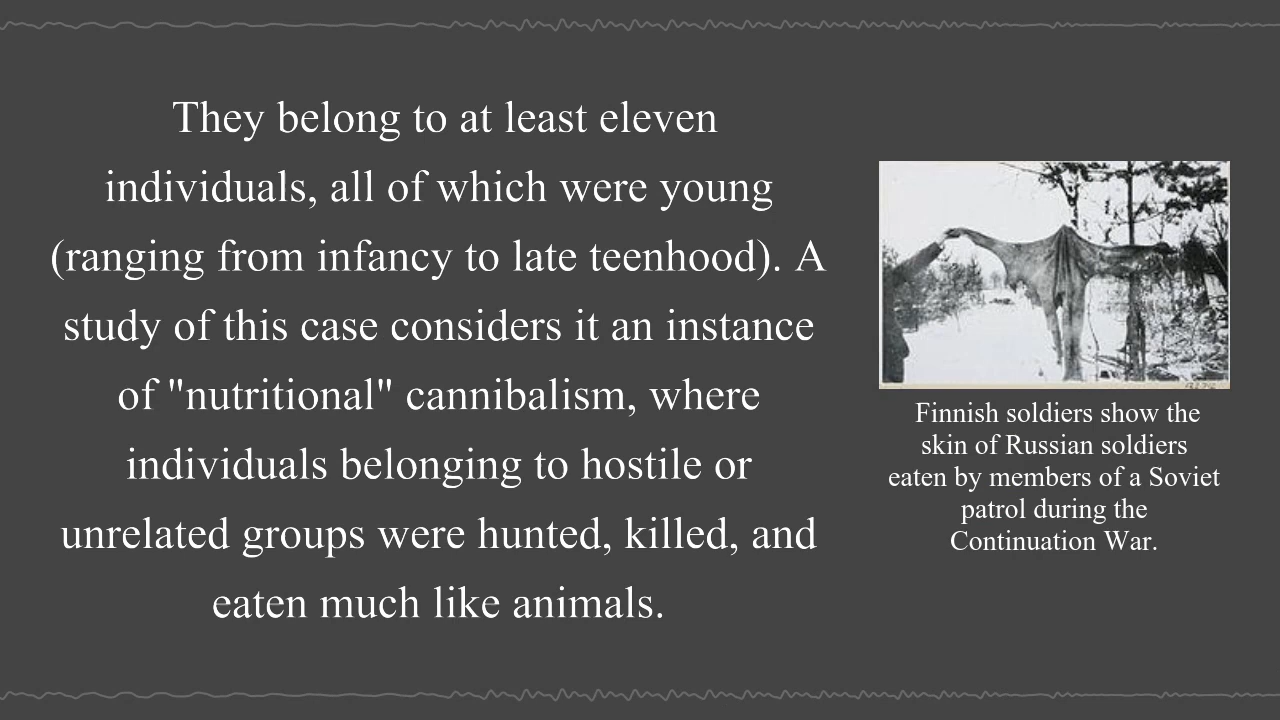 They belong to at least eleven
individuals, all of which were young
(ranging from infancy to late teenhood). A
study of this case considers it an instance
of "nutritional" cannibalism, where
individuals belonging to hostile or
unrelated groups were hunted, killed, and
eaten much like animals.
Finnish soldiers show the
skin of Russian soldiers
eaten by members of a Soviet
patrol during the
Continuation War.